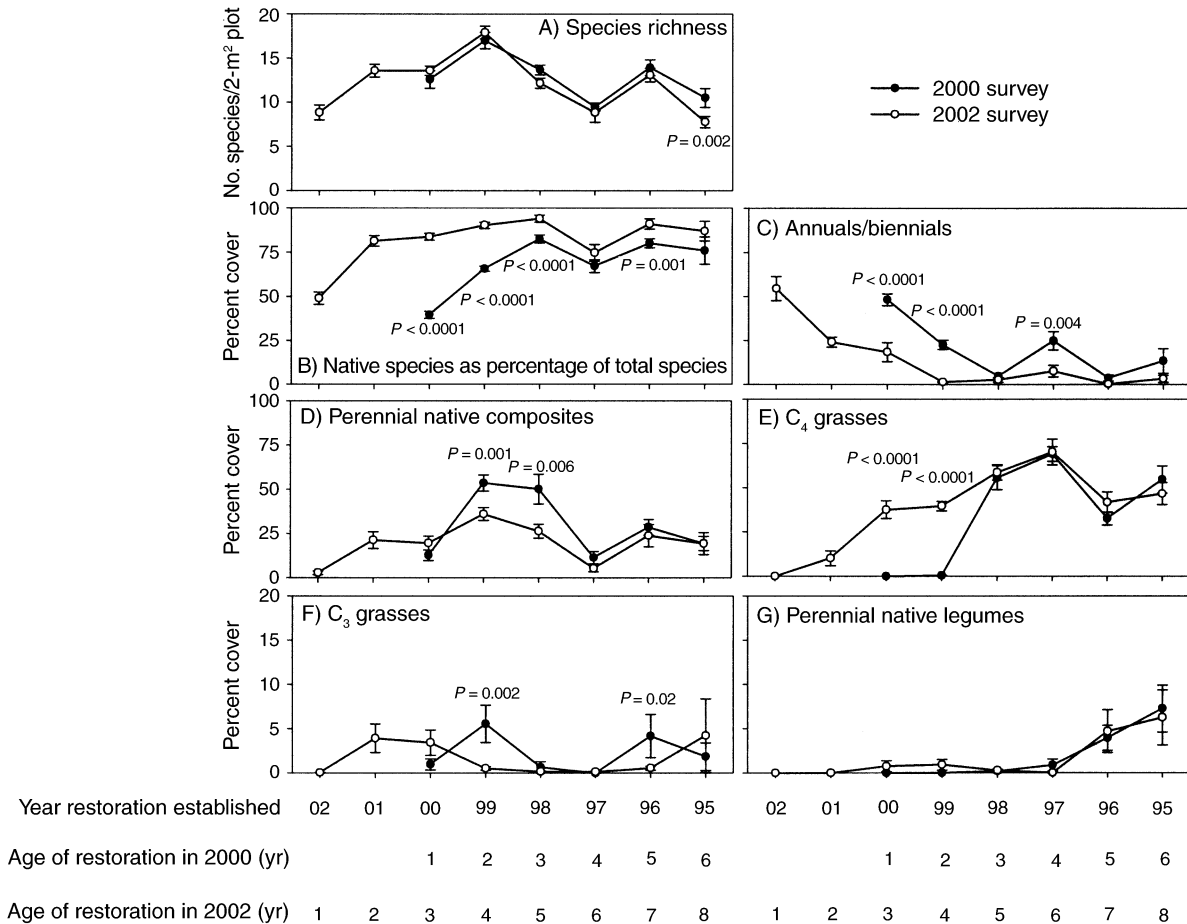 A) Species richness
No. species/2-m² plot
20
15
10
5
0
P = 0.002
2000 survey
2002 survey
B) Native species as percentage of total species
Percent cover
100
75
50
25
0
P < 0.0001
P < 0.0001
P < 0.0001
P = 0.001
C) Annuals/biennials
P < 0.0001
P < 0.0001
P = 0.004
D) Perennial native composites
Percent cover
100
75
50
25
0
P = 0.001
P = 0.006
E) C₄ grasses
P < 0.0001
P < 0.0001
F) C₃ grasses
Percent cover
20
15
10
5
0
P = 0.002
P = 0.02
G) Perennial native legumes
Year restoration established 02 01 00 99 98 97 96 95 02 01 00 99 98 97 96 95
Age of restoration in 2000 (yr) 1 2 3 4 5 6 1 2 3 4 5 6
Age of restoration in 2002 (yr) 1 2 3 4 5 6 7 8 1 2 3 4 5 6 7 8